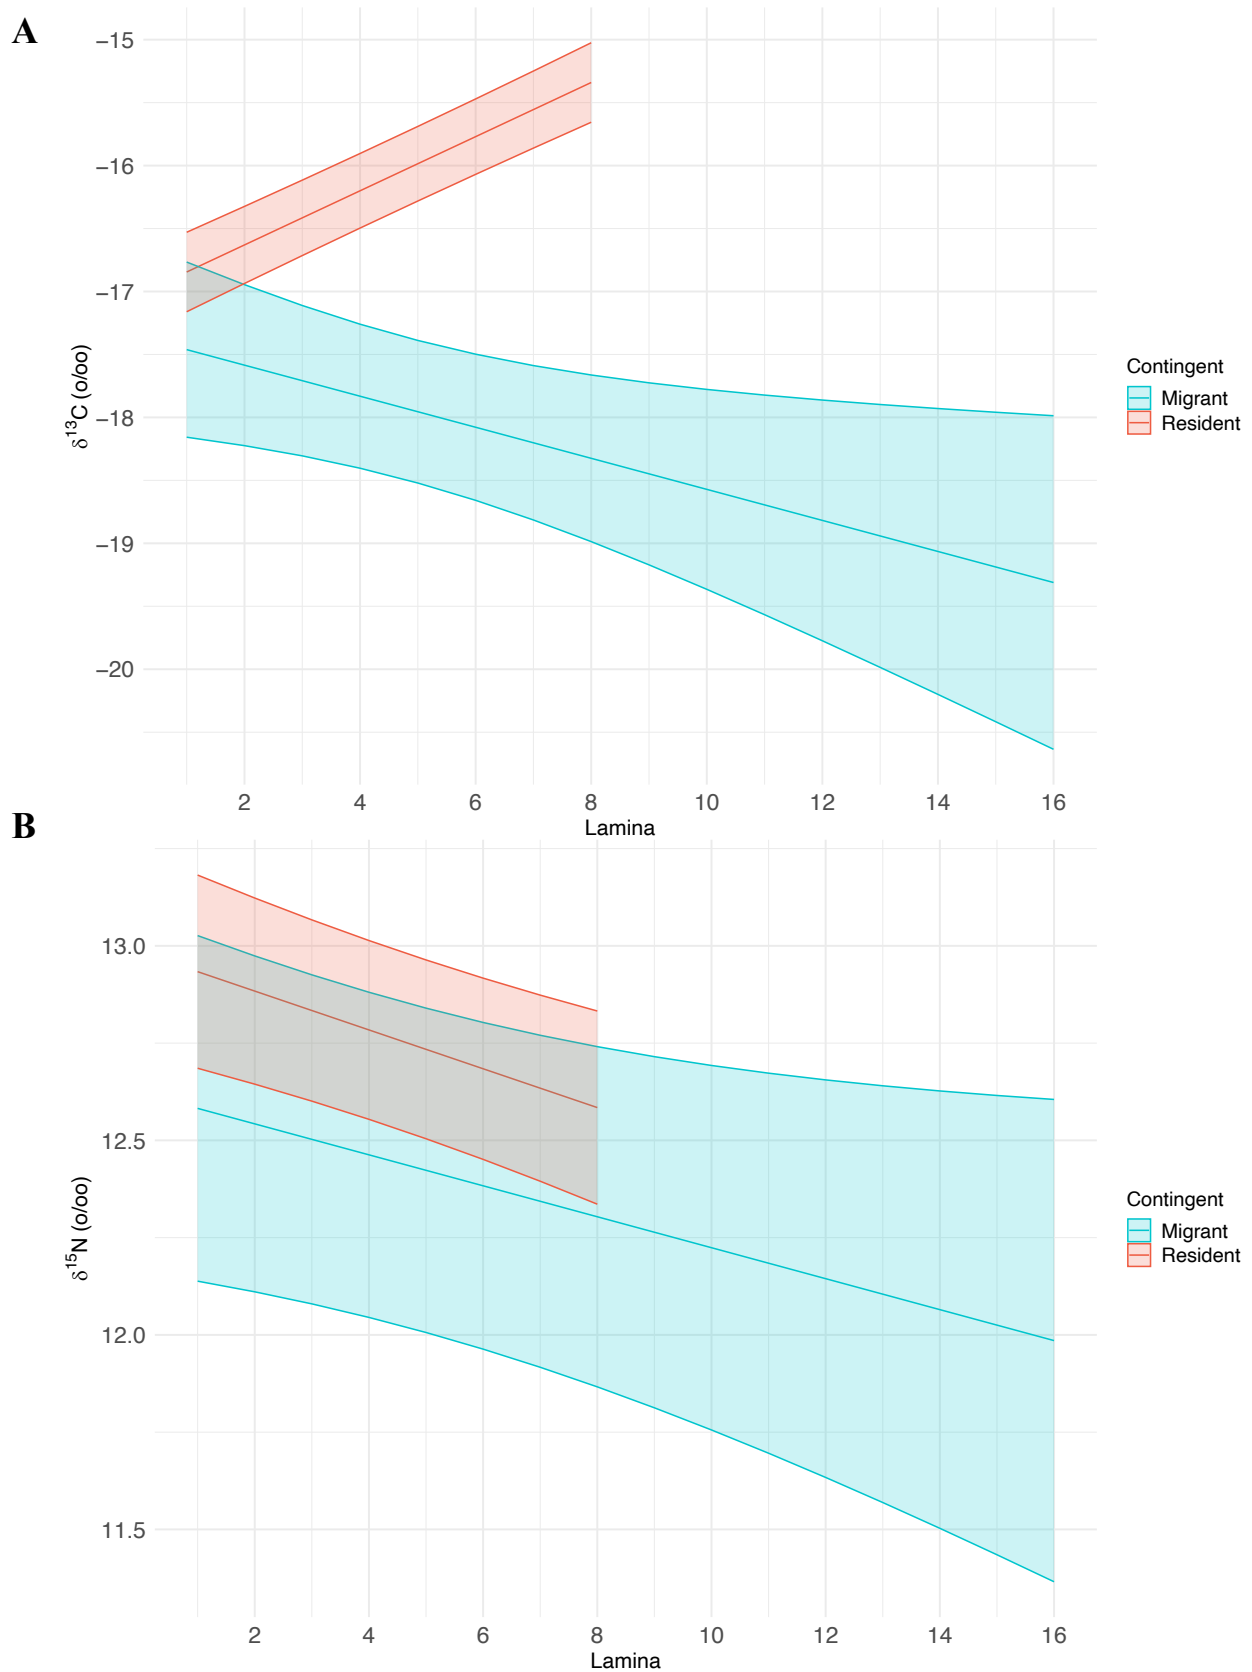 A
−15
−16
−17
−18
−19
−20
δ¹³C (o/oo)
2 4 6 8 10 12 14 16
Lamina
Contingent
Migrant
Resident
B
13.0
12.5
12.0
11.5
δ¹⁵N (o/oo)
2 4 6 8 10 12 14 16
Lamina
Contingent
Migrant
Resident